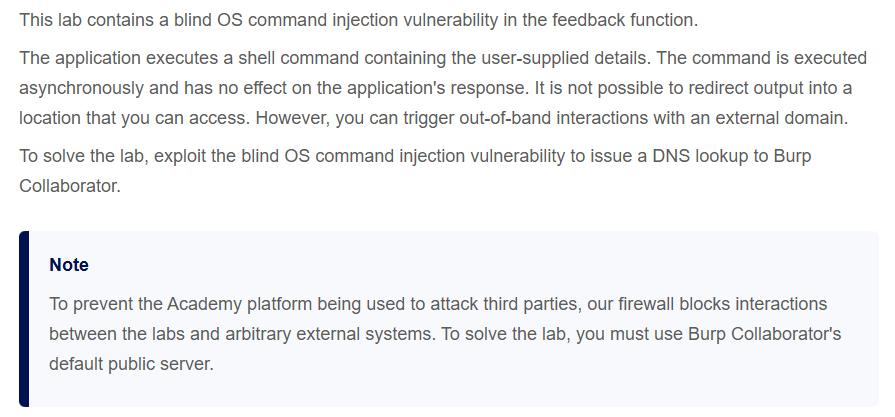 This lab contains a blind OS command injection vulnerability in the feedback function.
The application executes a shell command containing the user-supplied details. The command is executed
asynchronously and has no effect on the application's response. It is not possible to redirect output into a
location that you can access. However, you can trigger out-of-band interactions with an external domain.
To solve the lab, exploit the blind OS command injection vulnerability to issue a DNS lookup to Burp
Collaborator.
Note
To prevent the Academy platform being used to attack third parties, our firewall blocks interactions
between the labs and arbitrary external systems. To solve the lab, you must use Burp Collaborator's
default public server.